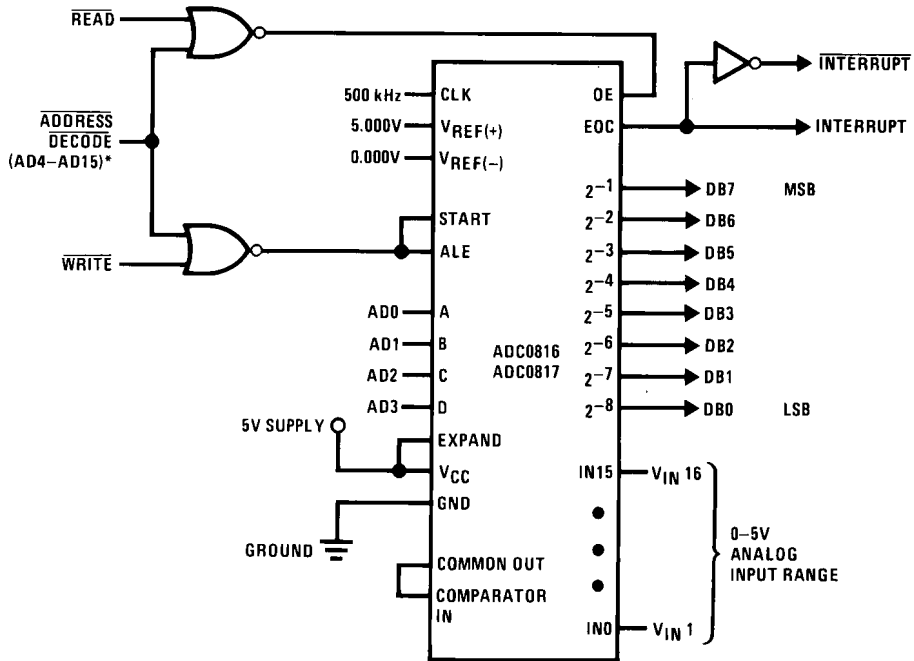 READ
ADDRESS
DECODE
(AD4–AD15)*
WRITE
500 kHz
CLK
5.000V
VREF(+)
0.000V
VREF(−)
START
ALE
AD0
A
AD1
B
AD2
C
AD3
D
5V SUPPLY
EXPAND
VCC
GND
GROUND
COMMON OUT
COMPARATOR
IN
ADC0816
ADC0817
OE
EOC
INTERRUPT
INTERRUPT
2−1
DB7
MSB
2−2
DB6
2−3
DB5
2−4
DB4
2−5
DB3
2−6
DB2
2−7
DB1
2−8
DB0
LSB
IN15
VIN 16
0–5V
ANALOG
INPUT RANGE
IN0
VIN 1